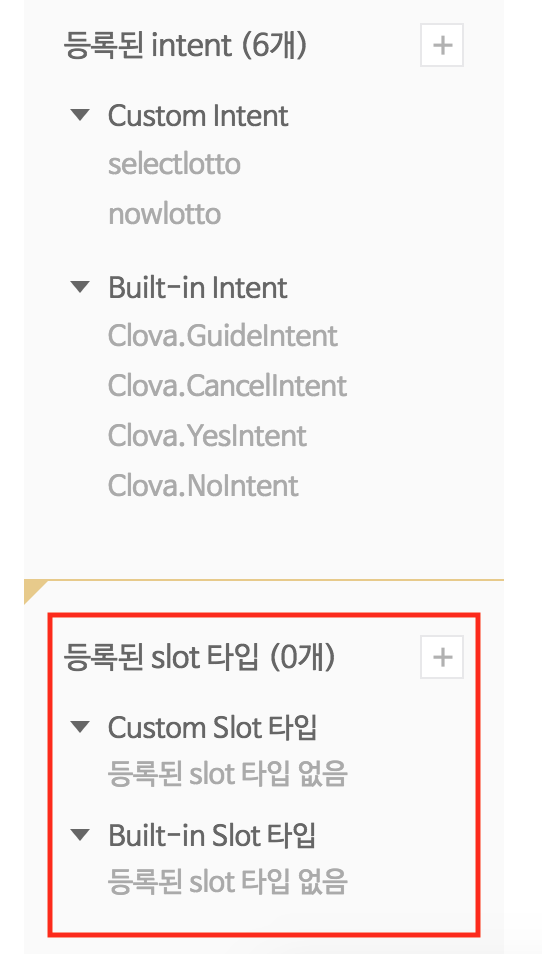 등록된 intent (6개)
Custom Intent
selectlotto
nowlotto
Built-in Intent
Clova.GuideIntent
Clova.CancelIntent
Clova.YesIntent
Clova.NoIntent
등록된 slot 타입 (0개)
Custom Slot 타입
등록된 slot 타입 없음
Built-in Slot 타입
등록된 slot 타입 없음